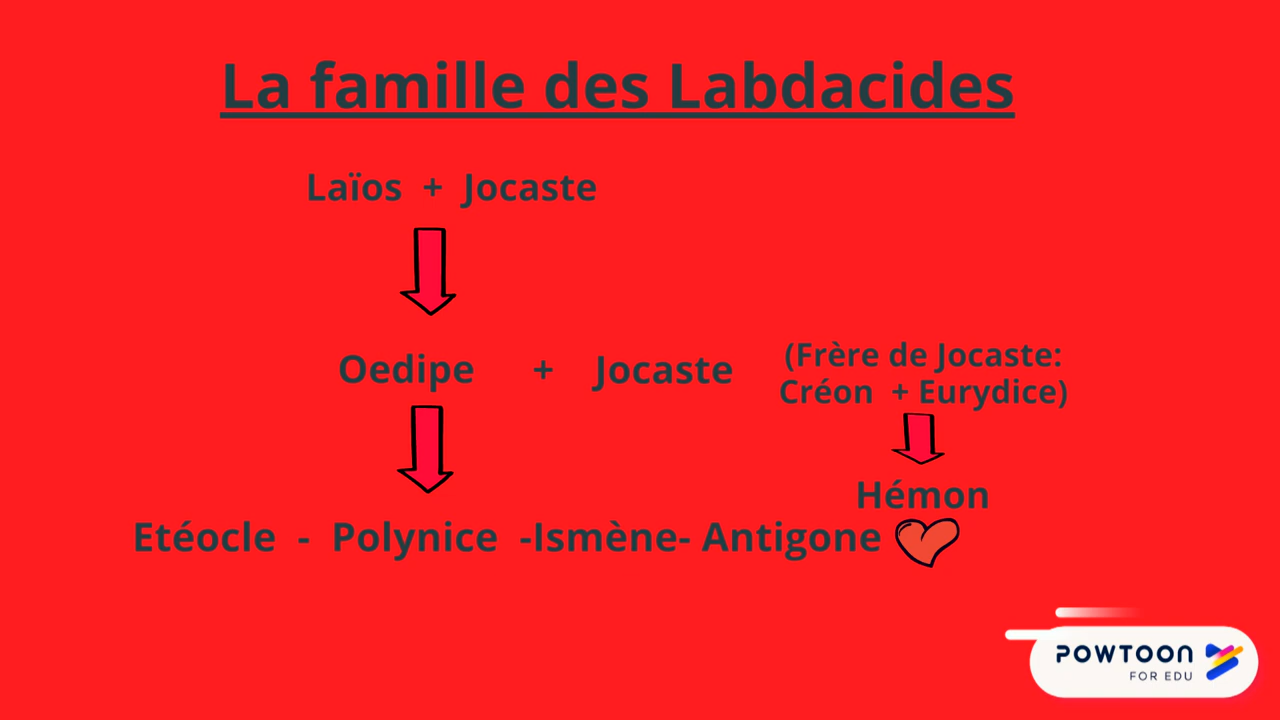 La famille des Labdacides
Laïos + Jocaste
Oedipe + Jocaste
(Frère de Jocaste:
Créon + Eurydice)
Hémon
Etéocle - Polynice -Ismène- Antigone
POWTOON
FOR EDU